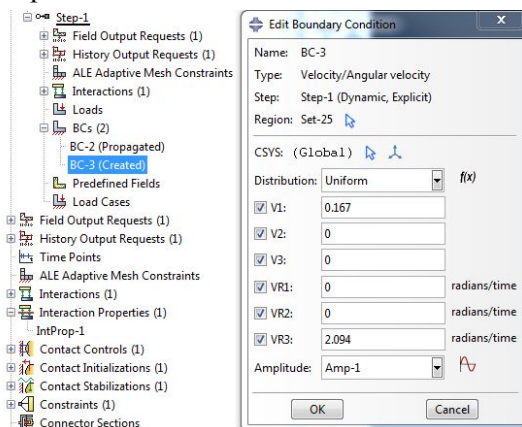 Step-1
Field Output Requests (1)
History Output Requests (1)
ALE Adaptive Mesh Constraints
Interactions (1)
Loads
BCs (2)
BC-2 (Propagated)
BC-3 (Created)
Predefined Fields
Load Cases
Field Output Requests (1)
History Output Requests (1)
Time Points
ALE Adaptive Mesh Constraints
Interactions (1)
Interaction Properties (1)
IntProp-1
Contact Controls (1)
Contact Initializations (1)
Contact Stabilizations (1)
Constraints (1)
Connector Sections
Edit Boundary Condition X
Name: BC-3
Type: Velocity/Angular velocity
Step: Step-1 (Dynamic, Explicit)
Region: Set-25
CSYS: (Global)
Distribution: Uniform f(x)
V1: 0.167
V2: 0
V3: 0
VR1: 0 radians/time
VR2: 0 radians/time
VR3: 2.094 radians/time
Amplitude: Amp-1
OK Cancel